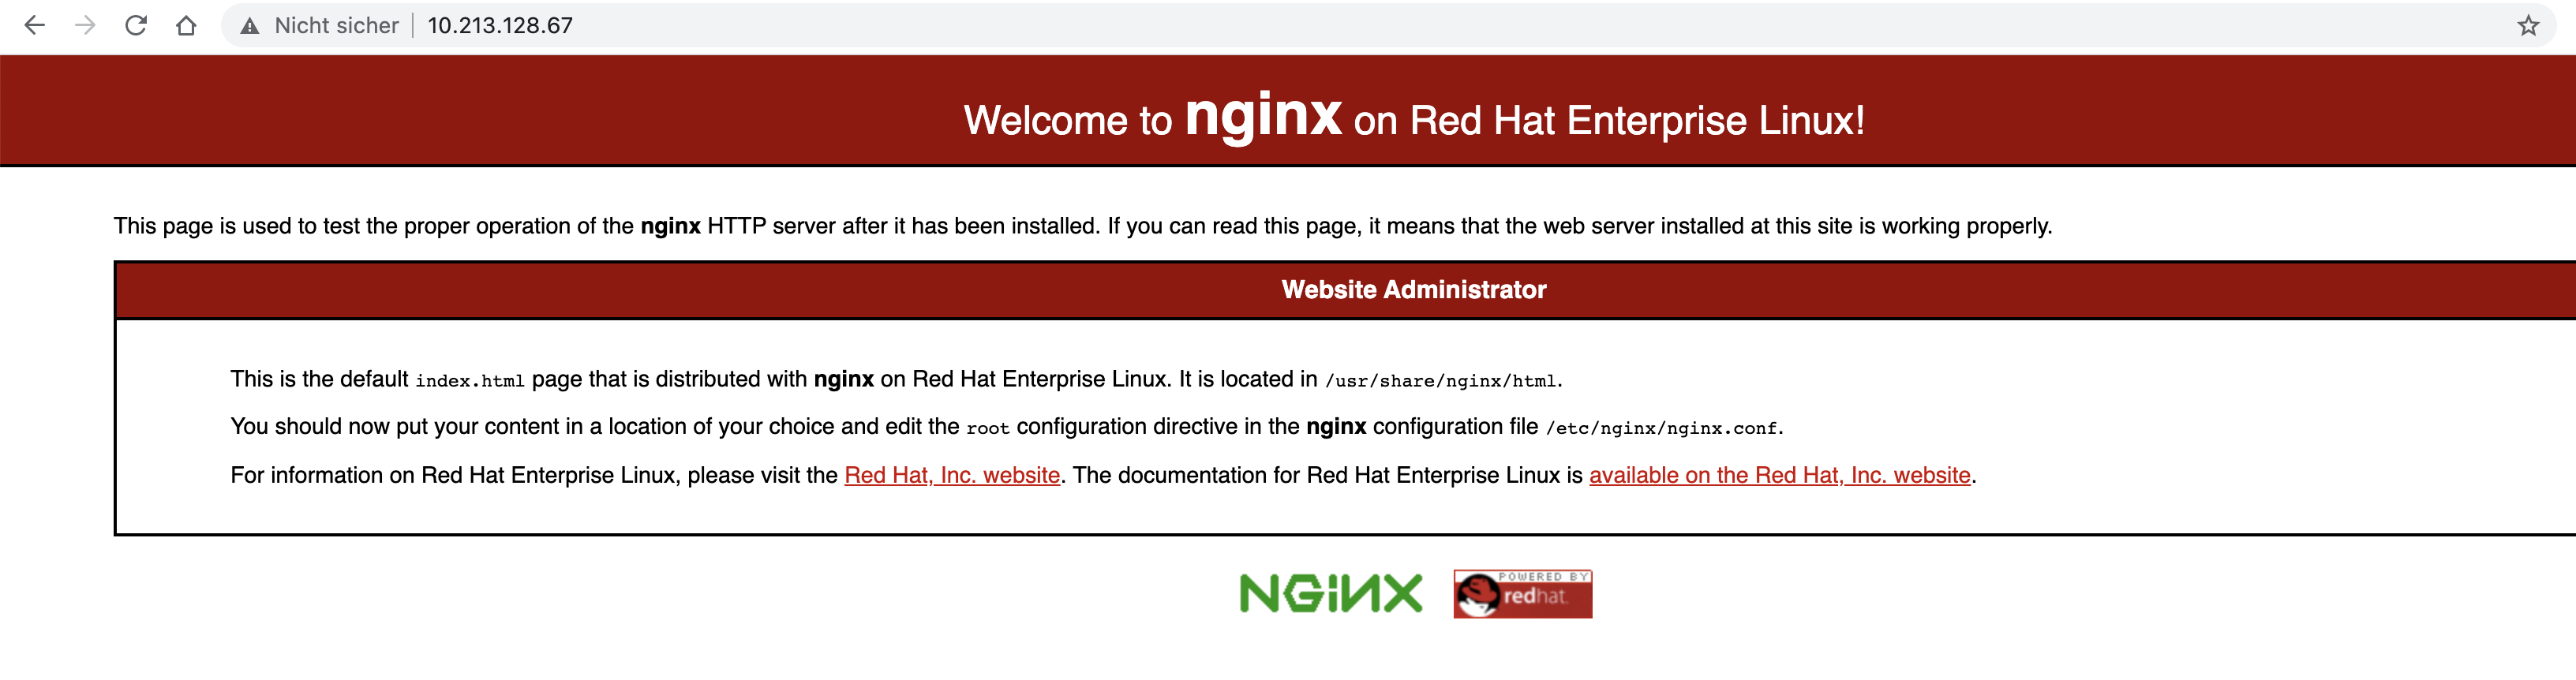 Nicht sicher 10.213.128.67
Welcome to nginx on Red Hat Enterprise Linux!
This page is used to test the proper operation of the nginx HTTP server after it has been installed. If you can read this page, it means that the web server installed at this site is working properly.
Website Administrator
This is the default index.html page that is distributed with nginx on Red Hat Enterprise Linux. It is located in /usr/share/nginx/html.
You should now put your content in a location of your choice and edit the root configuration directive in the nginx configuration file /etc/nginx/nginx.conf.
For information on Red Hat Enterprise Linux, please visit the Red Hat, Inc. website. The documentation for Red Hat Enterprise Linux is available on the Red Hat, Inc. website.
NGINX
POWERED BY
redhat.